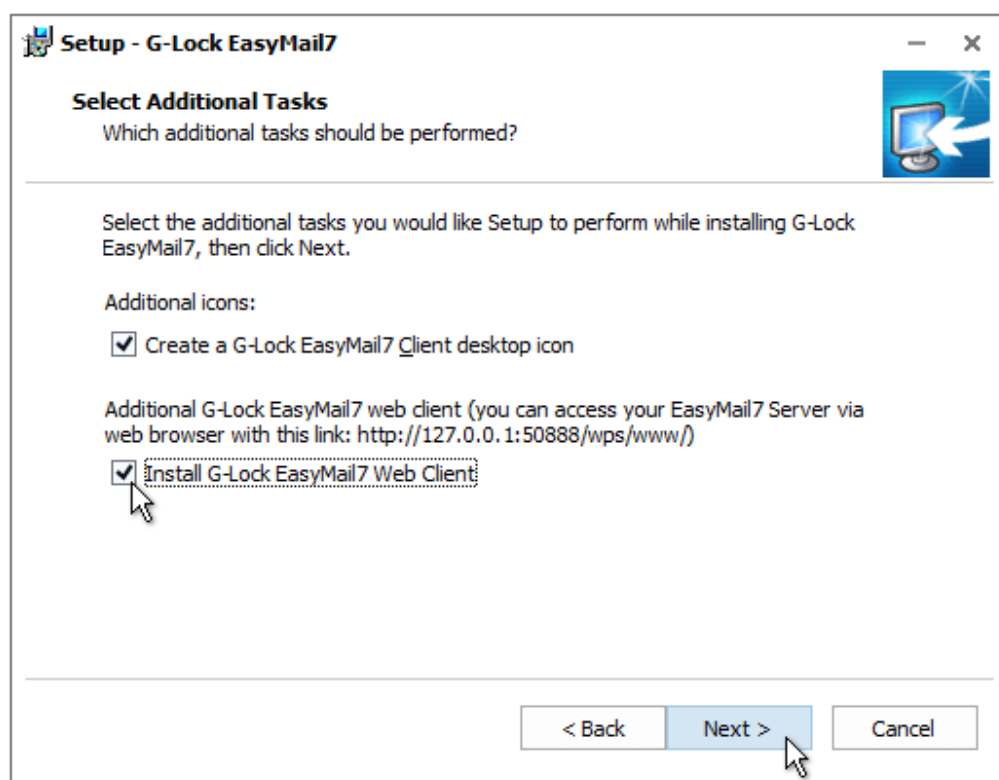 Setup - G-Lock EasyMail7
Select Additional Tasks
Which additional tasks should be performed?
Select the additional tasks you would like Setup to perform while installing G-Lock
EasyMail7, then click Next.
Additional icons:
Create a G-Lock EasyMail7 Client desktop icon
Additional G-Lock EasyMail7 web client (you can access your EasyMail7 Server via
web browser with this link: http://127.0.0.1:50888/wps/www/)
Install G-Lock EasyMail7 Web Client
< Back
Next >
Cancel